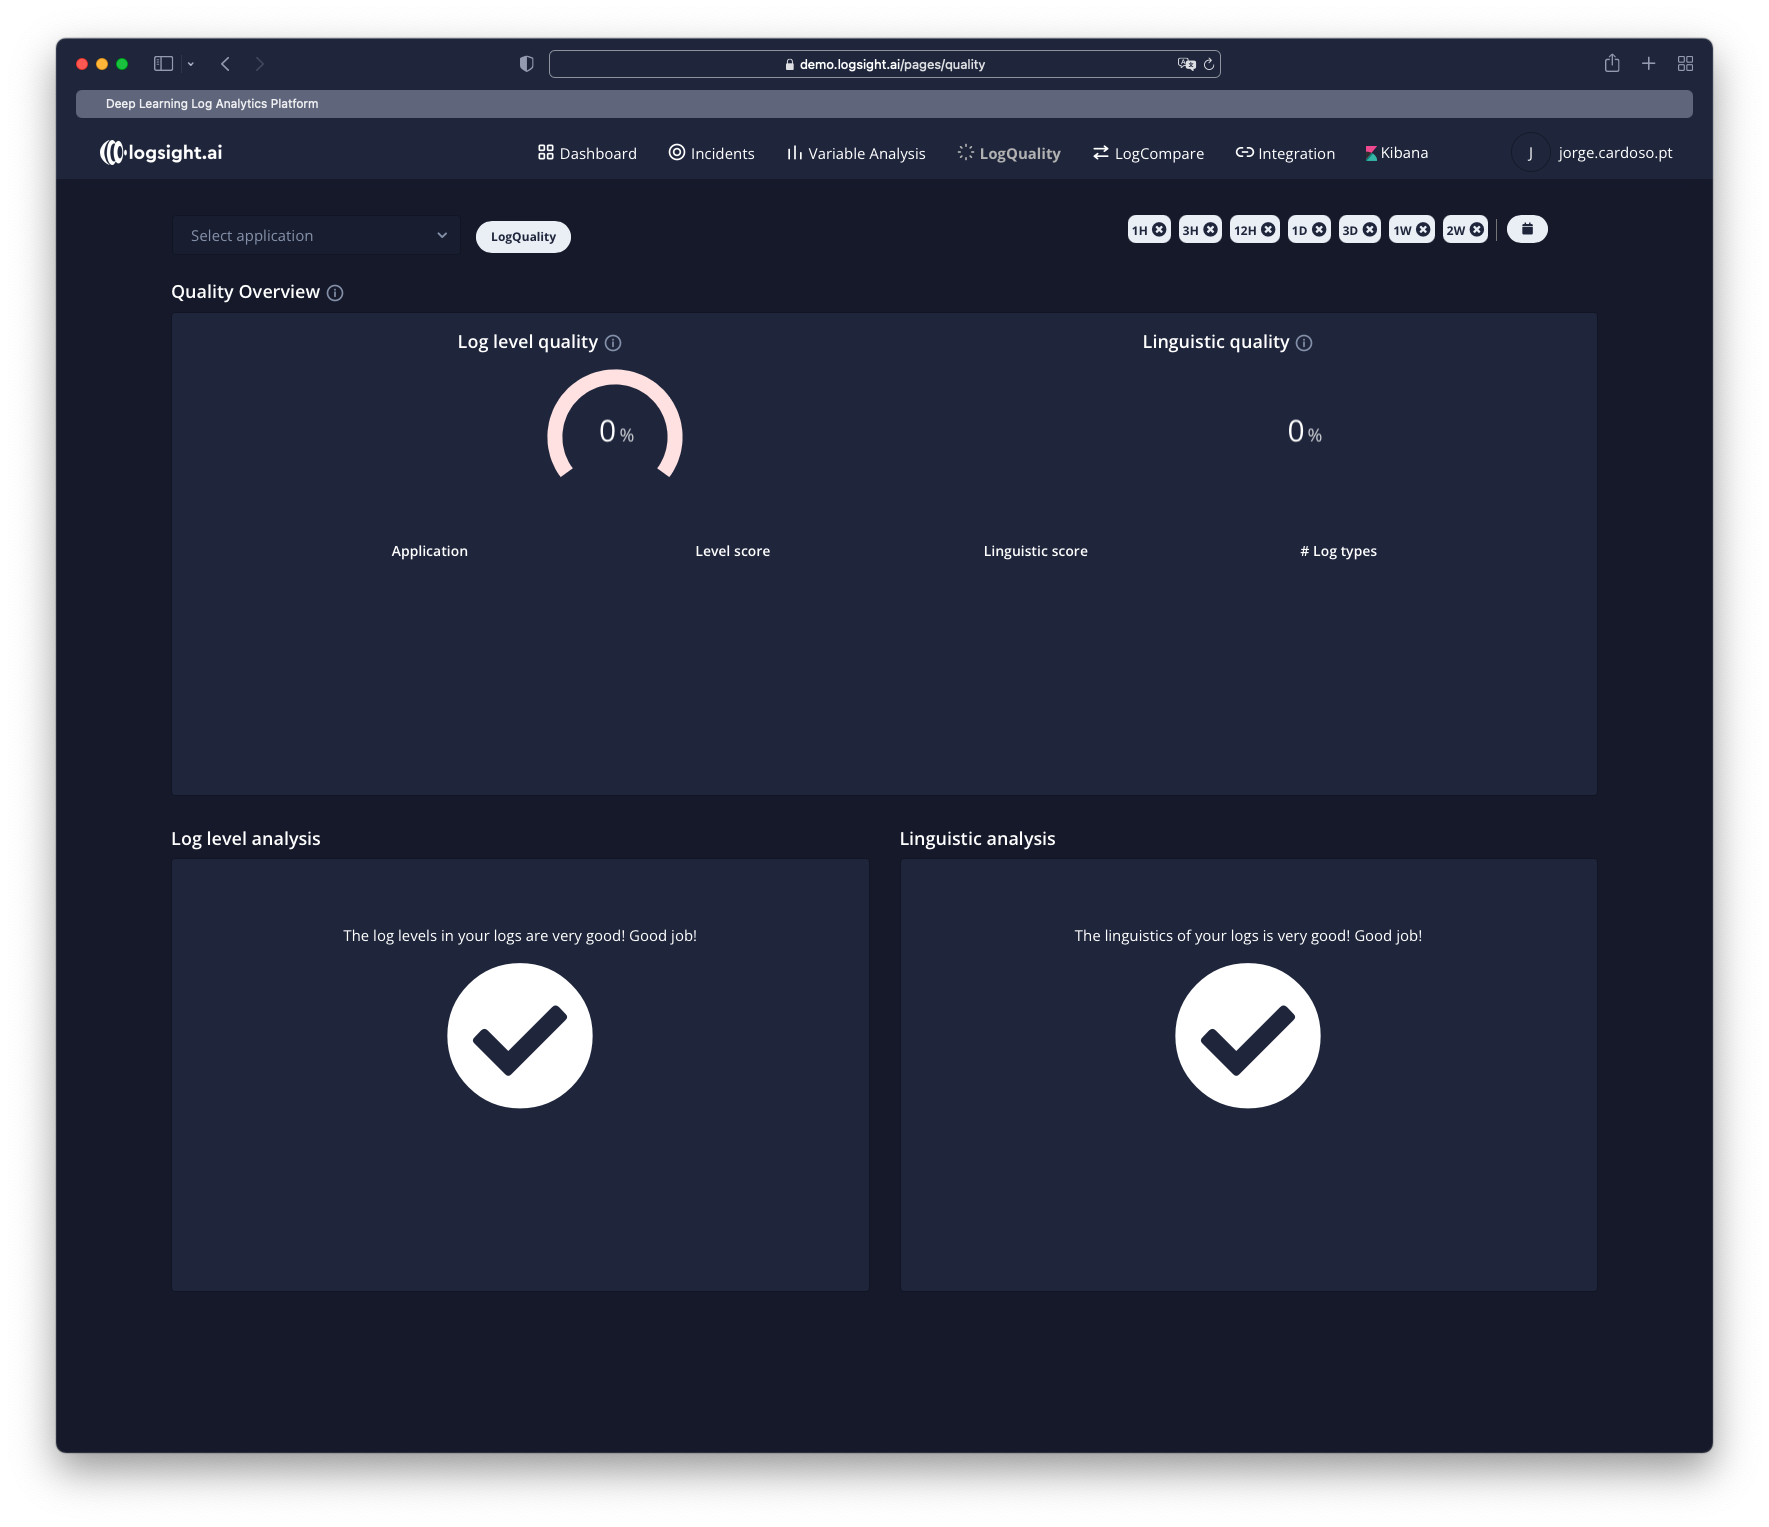 demo.logsight.ai/pages/quality
Deep Learning Log Analytics Platform
logsight.ai
Dashboard
Incidents
Variable Analysis
LogQuality
LogCompare
Integration
Kibana
J
jorge.cardoso.pt
Select application
LogQuality
1H
3H
12H
1D
3D
1W
2W
Quality Overview
Log level quality
Linguistic quality
0 %
0 %
Application
Level score
Linguistic score
# Log types
Log level analysis
Linguistic analysis
The log levels in your logs are very good! Good job!
The linguistics of your logs is very good! Good job!